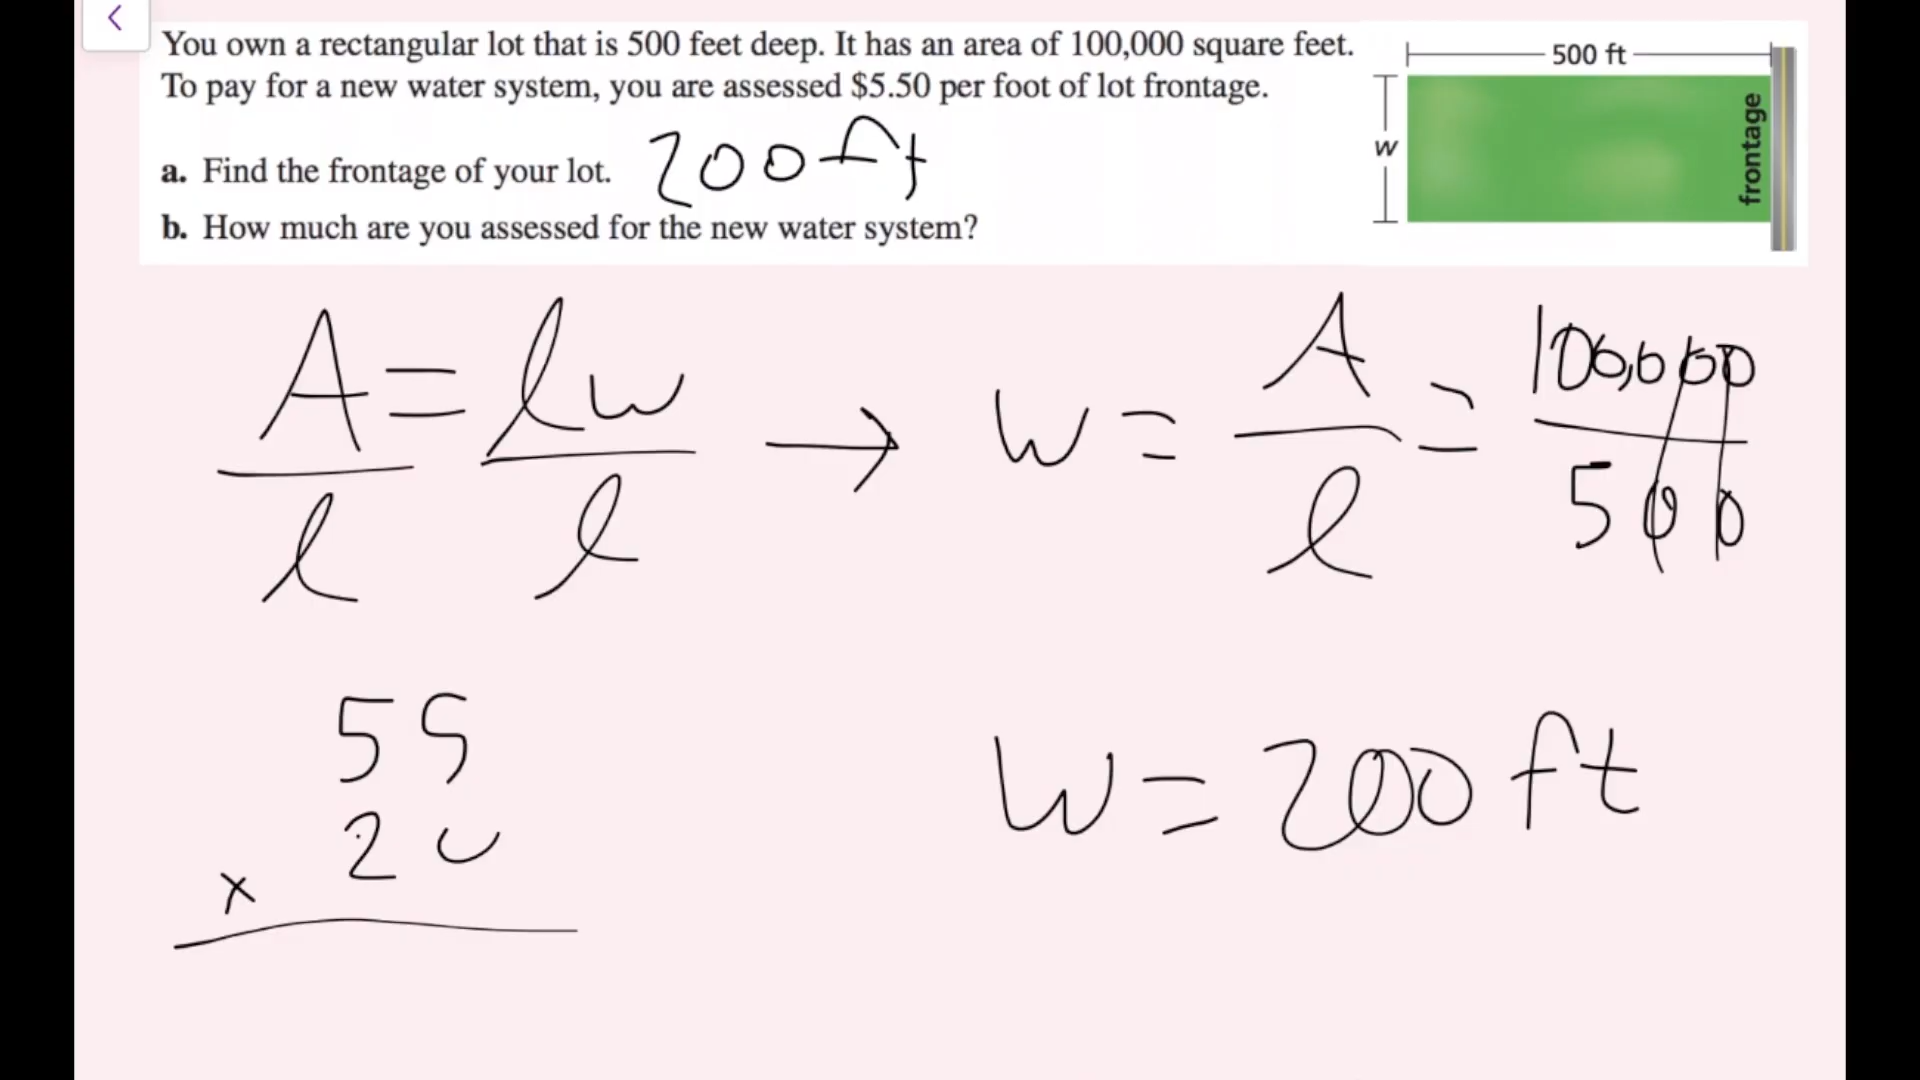 You own a rectangular lot that is 500 feet deep. It has an area of 100,000 square feet.
To pay for a new water system, you are assessed $5.50 per foot of lot frontage.
a. Find the frontage of your lot. 200 ft
b. How much are you assessed for the new water system?
500 ft
w
frontage
A = lw → w = A = 100,000
l l l 500
55
x 20
W = 200 ft